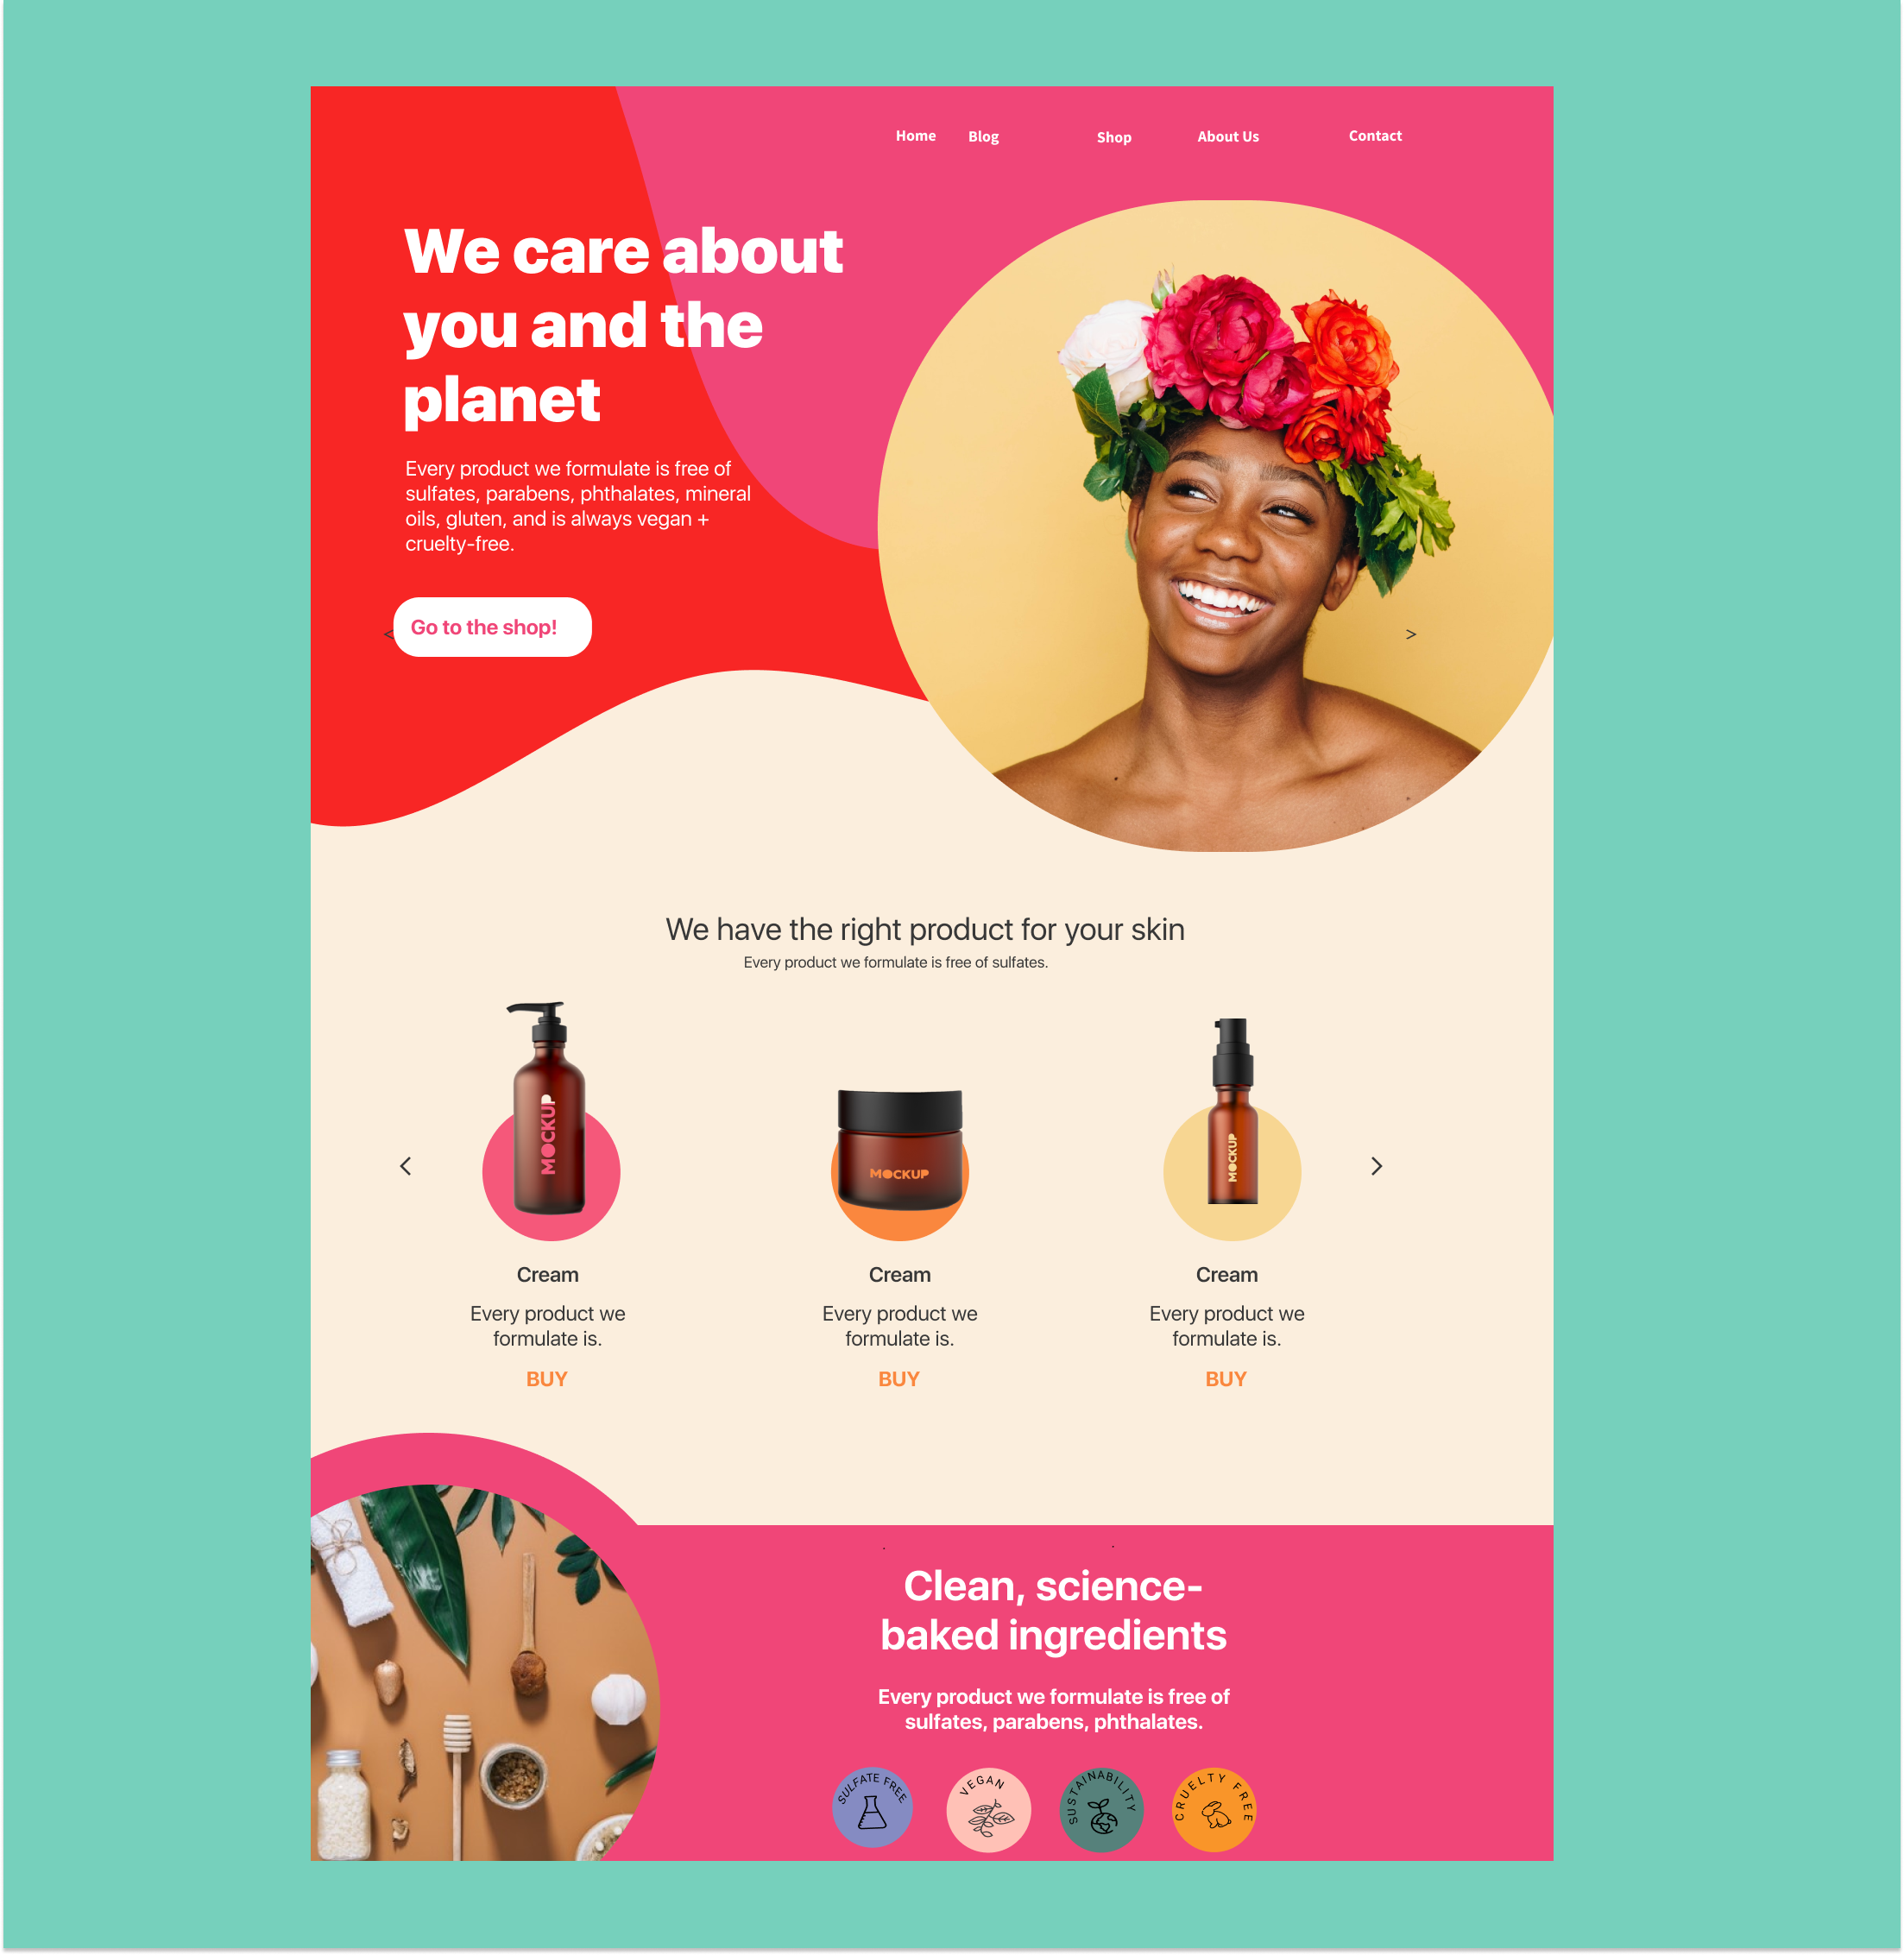 Home Blog Shop About Us Contact
We care about
you and the
planet
Every product we formulate is free of
sulfates, parabens, phthalates, mineral
oils, gluten, and is always vegan +
cruelty-free.
< Go to the shop! >
We have the right product for your skin
Every product we formulate is free of sulfates.
MOCKUP
MOCKUP
MOCKUP
< >
Cream
Every product we
formulate is.
BUY
Cream
Every product we
formulate is.
BUY
Cream
Every product we
formulate is.
BUY
Clean, science-
baked ingredients
Every product we formulate is free of
sulfates, parabens, phthalates.
SULFATE FREE
VEGAN
SUSTAINABILITY
CRUELTY FREE